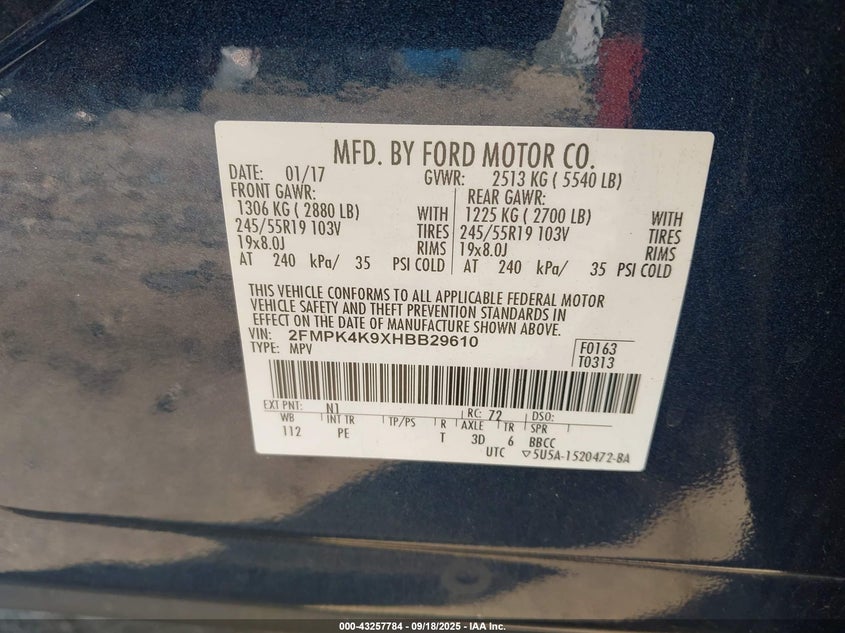 MFD. BY FORD MOTOR CO.
DATE: 01/17 GVWR: 2513 KG ( 5540 LB)
FRONT GAWR: REAR GAWR:
1306 KG ( 2880 LB) WITH 1225 KG ( 2700 LB) WITH
245/55R19 103V TIRES 245/55R19 103V TIRES
19x8.0J RIMS 19x8.0J RIMS
AT 240 kPa/ 35 PSI COLD AT 240 kPa/ 35 PSI COLD
THIS VEHICLE CONFORMS TO ALL APPLICABLE FEDERAL MOTOR
VEHICLE SAFETY AND THEFT PREVENTION STANDARDS IN
EFFECT ON THE DATE OF MANUFACTURE SHOWN ABOVE.
VIN: 2FMPK4K9XHBB29610
TYPE: MPV
F0163
T0313
EXT PNT: N1 RC: 72 DSO:
WB INT TR TP/PS R AXLE TR SPR
112 PE T 3D 6 BBCC
UTC ▽5U5A-1520472-BA
000-43257784 - 09/18/2025 - IAA Inc.